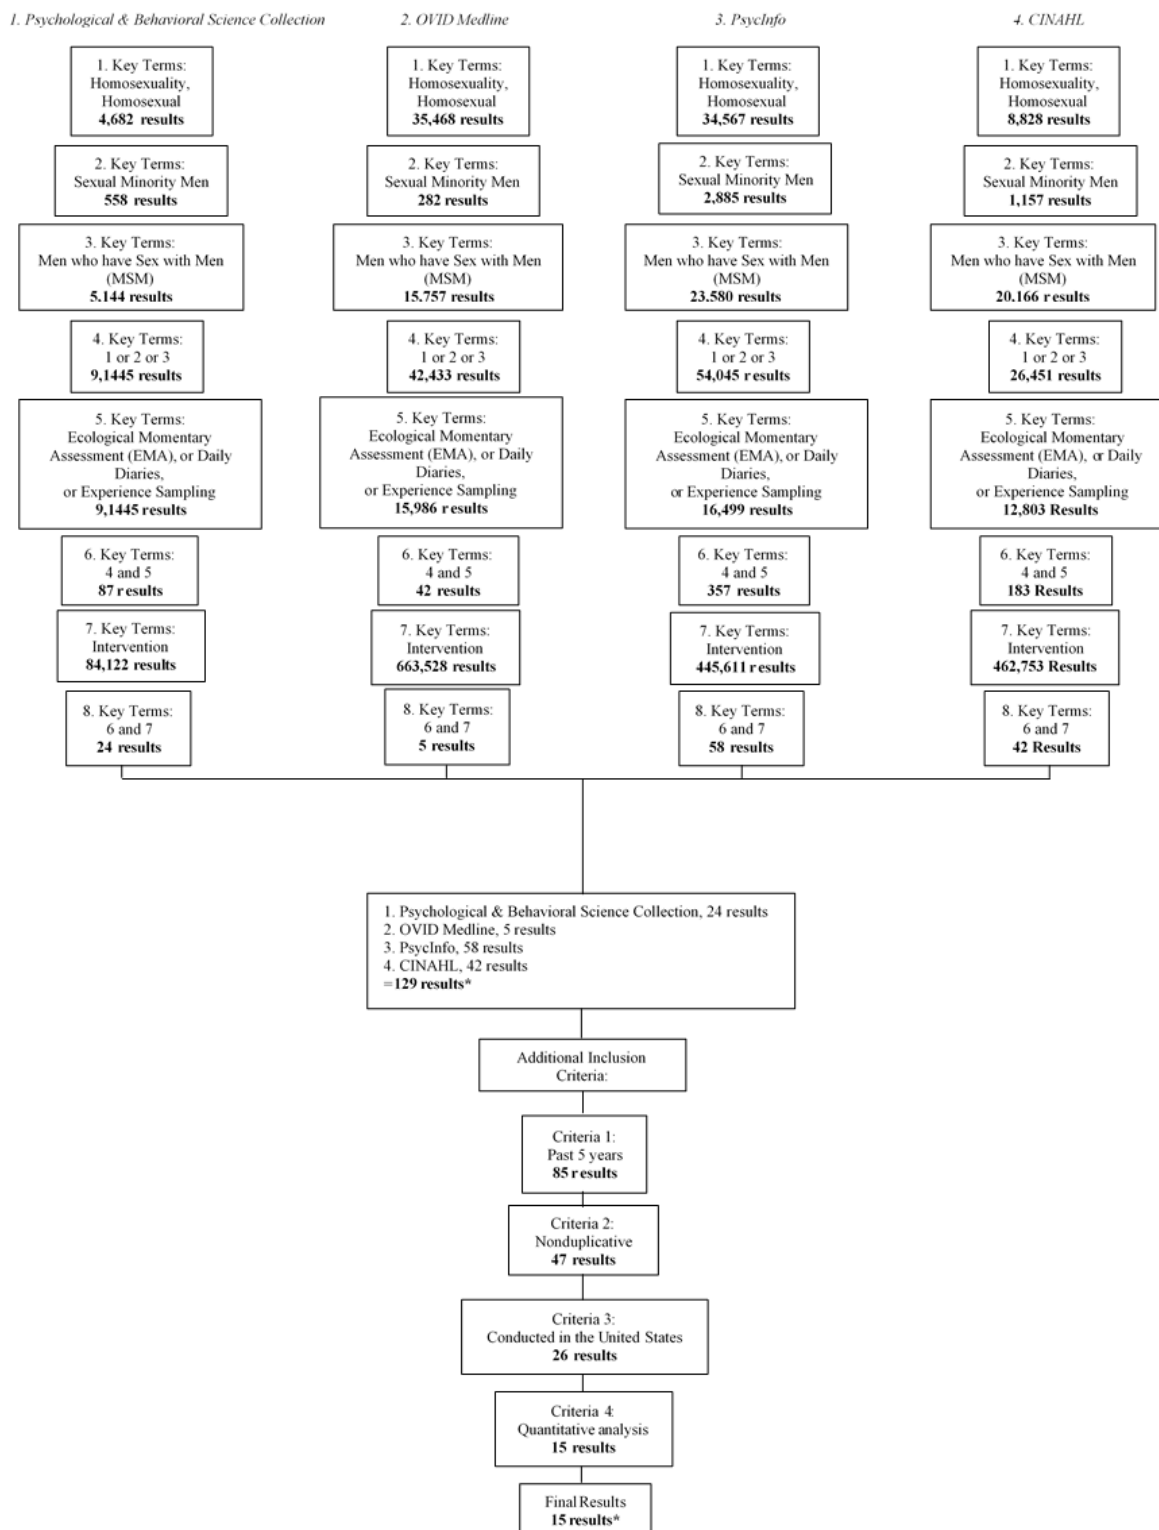 1. Psychological & Behavioral Science Collection
2. OVID Medline
3. PsycInfo
4. CINAHL
1. Key Terms:
Homosexuality,
Homosexual
4,682 results
1. Key Terms:
Homosexuality,
Homosexual
35,468 results
1. Key Terms:
Homosexuality,
Homosexual
34,567 results
1. Key Terms:
Homosexuality,
Homosexual
8,828 results
2. Key Terms:
Sexual Minority Men
558 results
2. Key Terms:
Sexual Minority Men
282 results
2. Key Terms:
Sexual Minority Men
2,885 results
2. Key Terms:
Sexual Minority Men
1,157 results
3. Key Terms:
Men who have Sex with Men
(MSM)
5.144 results
3. Key Terms:
Men who have Sex with Men
(MSM)
15.757 results
3. Key Terms:
Men who have Sex with Men
(MSM)
23.580 results
3. Key Terms:
Men who have Sex with Men
(MSM)
20.166 results
4. Key Terms:
1 or 2 or 3
9,1445 results
4. Key Terms:
1 or 2 or 3
42,433 results
4. Key Terms:
1 or 2 or 3
54,045 results
4. Key Terms:
1 or 2 or 3
26,451 results
5. Key Terms:
Ecological Momentary
Assessment (EMA), or Daily
Diaries,
or Experience Sampling
9,1445 results
5. Key Terms:
Ecological Momentary
Assessment (EMA), or Daily
Diaries,
or Experience Sampling
15,986 results
5. Key Terms:
Ecological Momentary
Assessment (EMA), or Daily
Diaries,
or Experience Sampling
16,499 results
5. Key Terms:
Ecological Momentary
Assessment (EMA), or Daily
Diaries,
or Experience Sampling
12,803 Results
6. Key Terms:
4 and 5
87 results
6. Key Terms:
4 and 5
42 results
6. Key Terms:
4 and 5
357 results
6. Key Terms:
4 and 5
183 Results
7. Key Terms:
Intervention
84,122 results
7. Key Terms:
Intervention
663,528 results
7. Key Terms:
Intervention
445,611 results
7. Key Terms:
Intervention
462,753 Results
8. Key Terms:
6 and 7
24 results
8. Key Terms:
6 and 7
5 results
8. Key Terms:
6 and 7
58 results
8. Key Terms:
6 and 7
42 Results
1. Psychological & Behavioral Science Collection, 24 results
2. OVID Medline, 5 results
3. PsycInfo, 58 results
4. CINAHL, 42 results
=129 results*
Additional Inclusion
Criteria:
Criteria 1:
Past 5 years
85 results
Criteria 2:
Nonduplicative
47 results
Criteria 3:
Conducted in the United States
26 results
Criteria 4:
Quantitative analysis
15 results
Final Results
15 results*